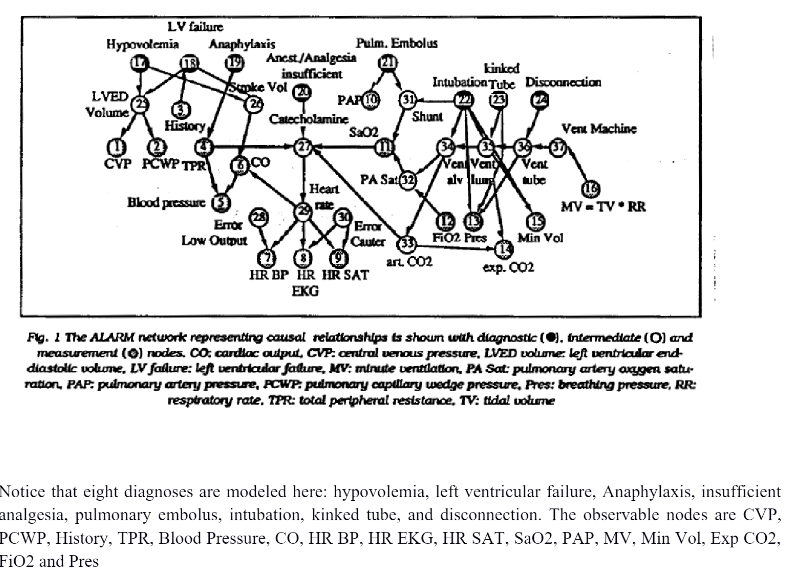 LV failure
Hypovolemia
Anaphylaxis
Pulm. Embolus
Anest./Analgesia
insufficient
kinked
Intubation
Tube
Disconnection
17
18
19
21
Stroke Vol
20
LVED
Volume
25
3
26
PAP
10
31
22
23
24
History
Catecholamine
Shunt
SaO2
Vent Machine
1
2
4
6
CO
27
11
34
35
36
37
CVP
PCWP
TPR
PA Sat
32
Vent
alv
Vent
lung
Vent
tube
16
MV = TV * RR
Blood pressure
5
Heart
rate
28
29
30
Error
Low Output
Error
Cauter
12
13
15
FiO2
Pres
Min Vol
7
8
9
33
14
HR BP
HR
EKG
HR SAT
art. CO2
exp. CO2
Fig. 1 The ALARM network representing causal relationships is shown with diagnostic (●), intermediate (○) and
measurement (◎) nodes. CO: cardiac output, CVP: central venous pressure, LVED volume: left ventricular end-
diastolic volume, LV failure: left ventricular failure, MV: minute ventilation, PA Sat: pulmonary artery oxygen satu-
ration, PAP: pulmonary artery pressure, PCWP: pulmonary capillary wedge pressure, Pres: breathing pressure, RR:
respiratory rate, TPR: total peripheral resistance, TV: tidal volume
Notice that eight diagnoses are modeled here: hypovolemia, left ventricular failure, Anaphylaxis, insufficient
analgesia, pulmonary embolus, intubation, kinked tube, and disconnection. The observable nodes are CVP,
PCWP, History, TPR, Blood Pressure, CO, HR BP, HR EKG, HR SAT, SaO2, PAP, MV, Min Vol, Exp CO2,
FiO2 and Pres